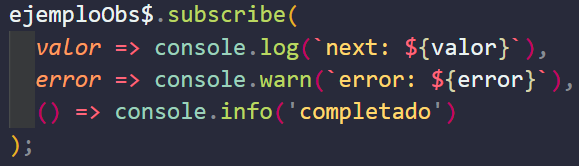 ejemploObs$.subscribe(
  valor => console.log(`next: ${valor}`),
  error => console.warn(`error: ${error}`),
  () => console.info('completado')
);